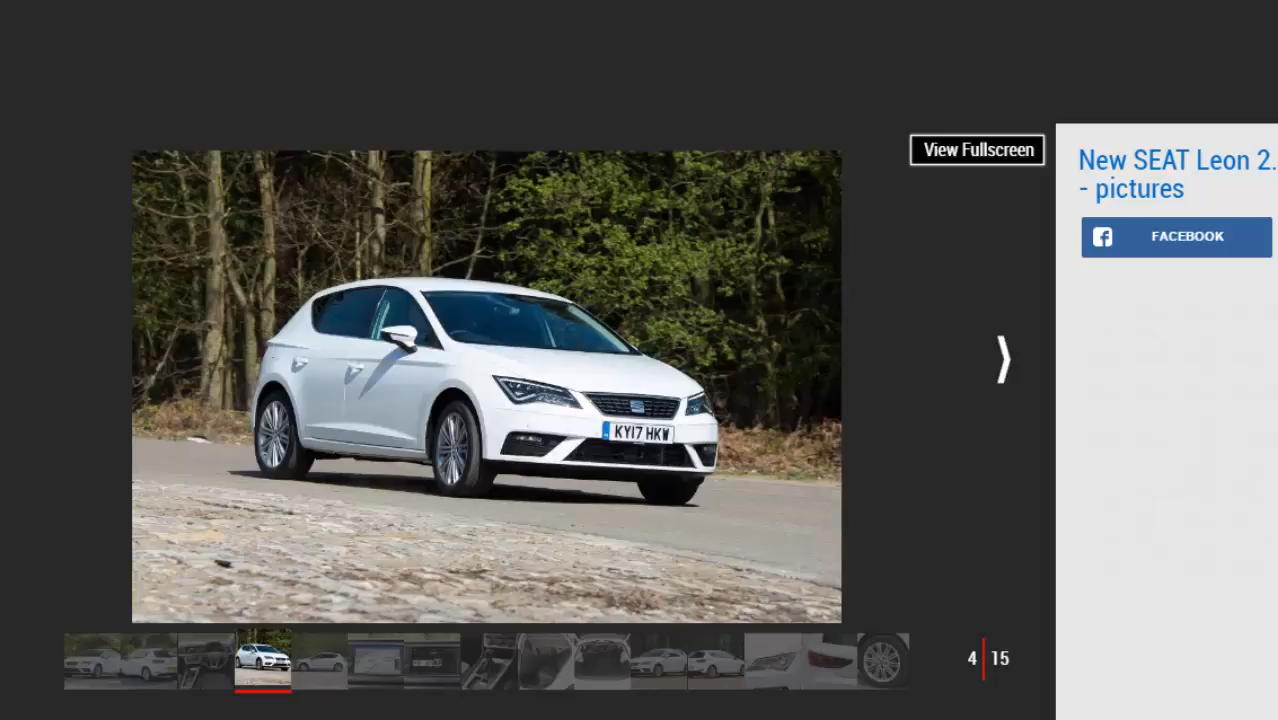 View Fullscreen
New SEAT Leon 2.
- pictures
FACEBOOK
KY17 HKW
4 15